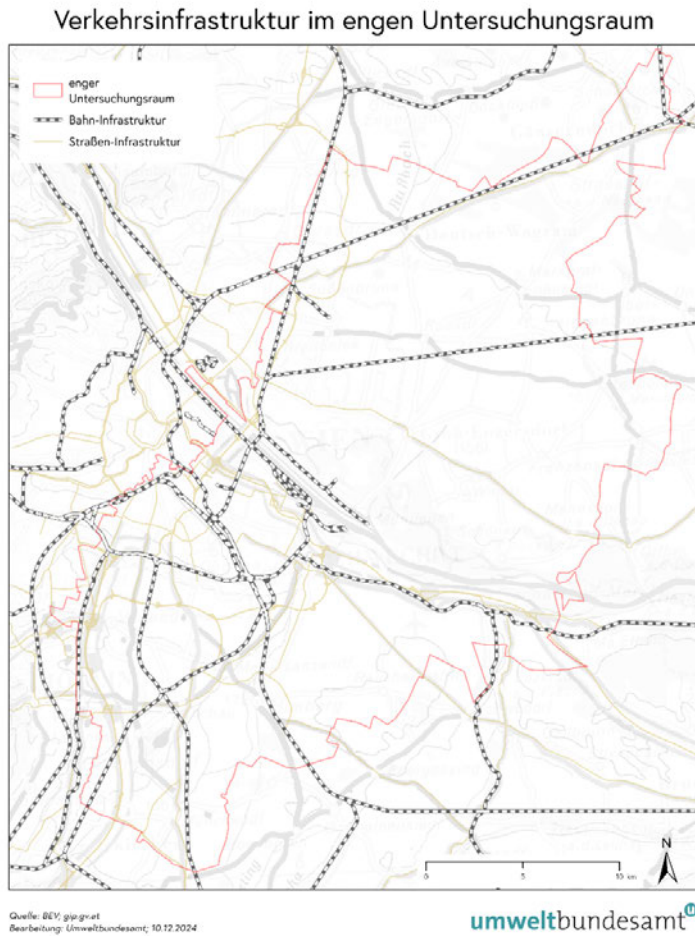 Verkehrsinfrastruktur im engen Untersuchungsraum
enger
Untersuchungsraum
Bahn-Infrastruktur
Straßen-Infrastruktur
N
0 5 10 km
Quelle: BEV; gip.gv.at
Bearbeitung: Umweltbundesamt; 10.12.2024
umweltbundesamt
u